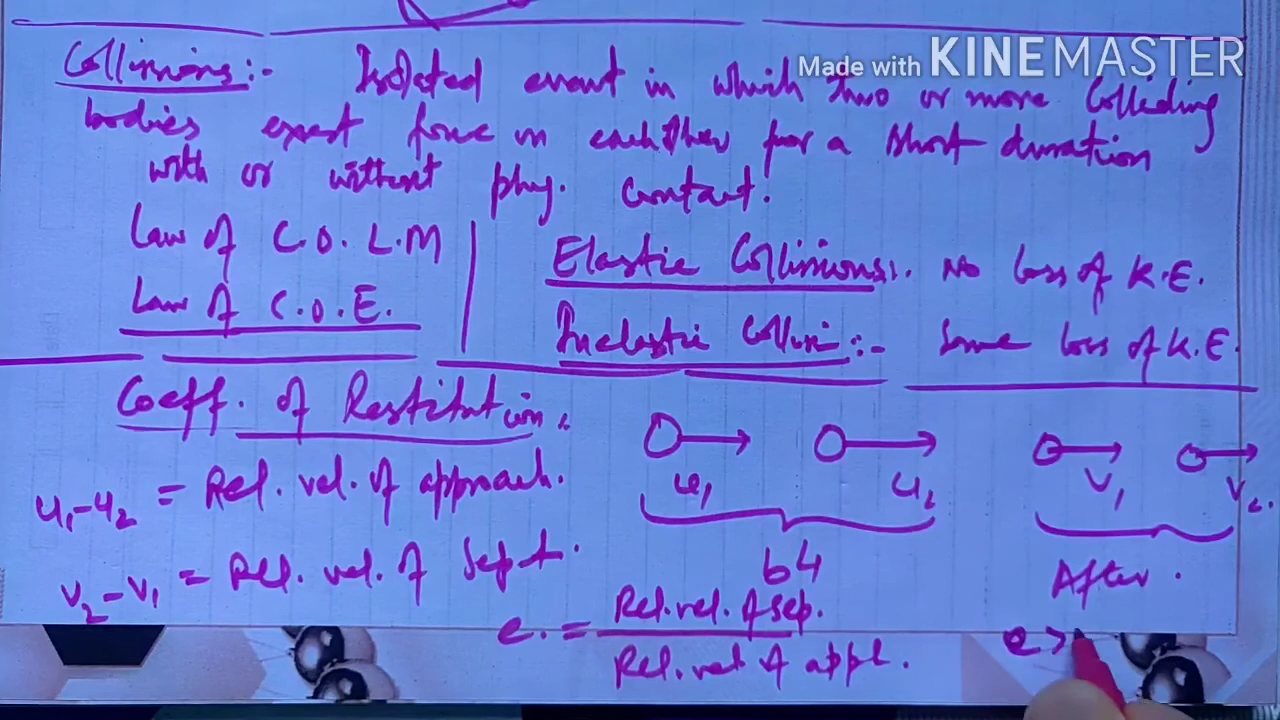 Made with KINEMASTER
Collisions:- Isolated event in which two or more Colliding
bodies expert force on eachother for a short duration
with or without phy. contact.
Law of C.O.L.M
Law of C.O.E.
Elastic Collisions:. No loss of K.E.
Inelastic Collisin:- Some loss of K.E.
Coeff. of Restitution.
u₁-u₂ = Rel. vel. of approach.
v₂-v₁ = Rel. vel. of Sept.
u₁ u₂
b4
v₁ v₂.
After.
e. = Rel. vel. of sep.
Rel. vel of appr.
e>